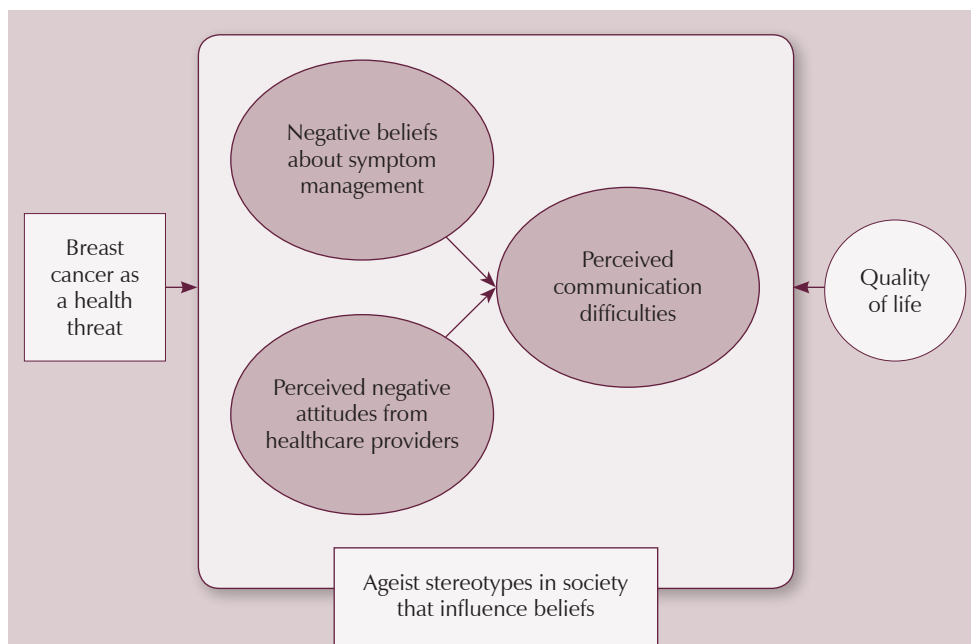 Negative beliefs
about symptom
management
Breast
cancer as
a health
threat
Perceived
communication
difficulties
Quality
of life
Perceived negative
attitudes from
healthcare providers
Ageist stereotypes in society
that influence beliefs